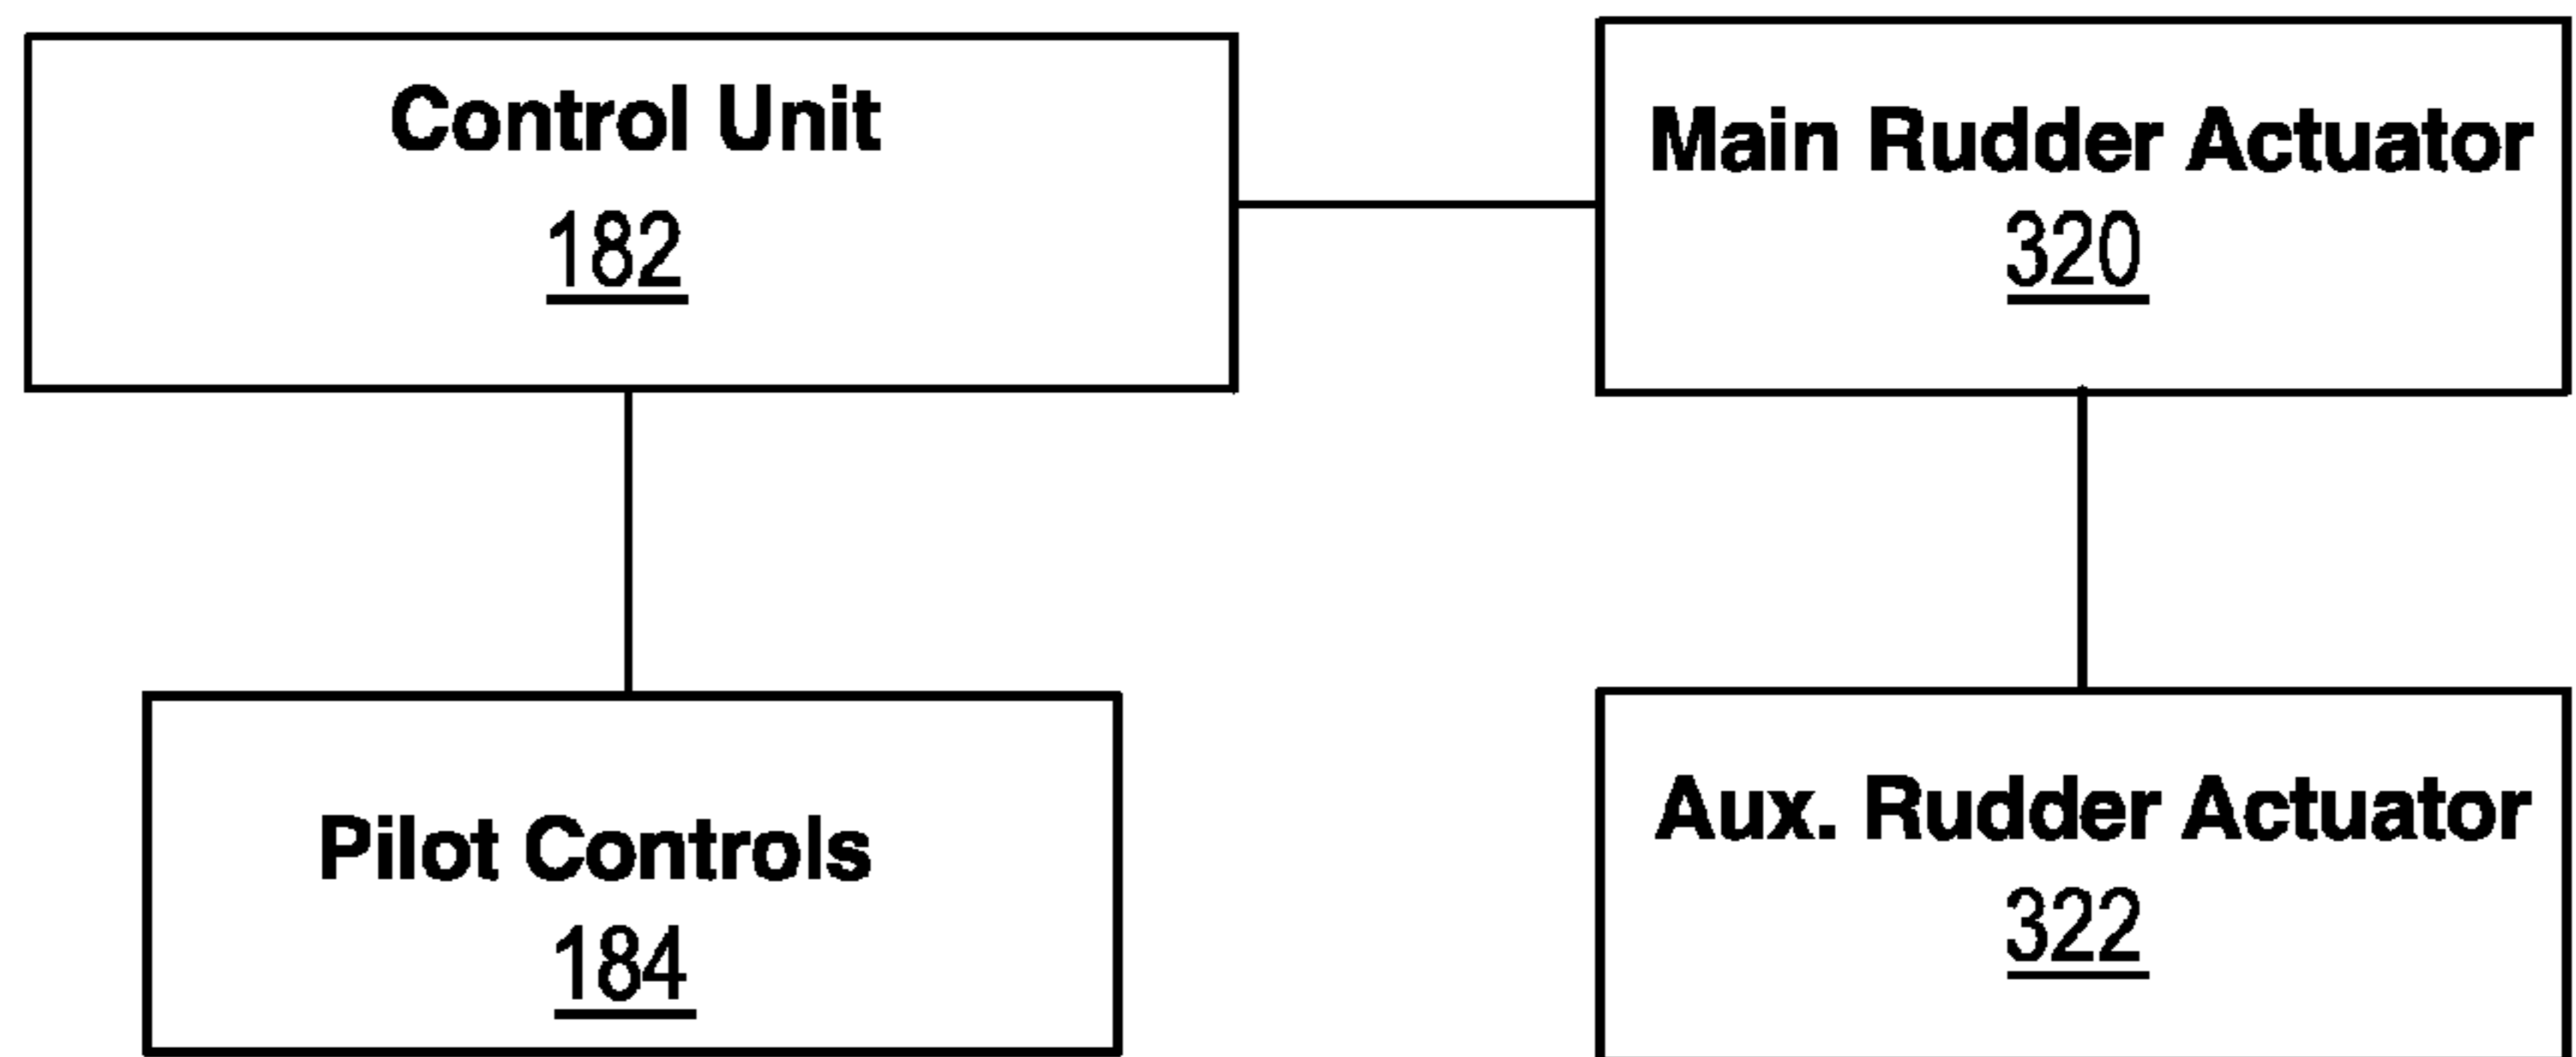 Control Unit
182
Main Rudder Actuator
320
Pilot Controls
184
Aux. Rudder Actuator
322